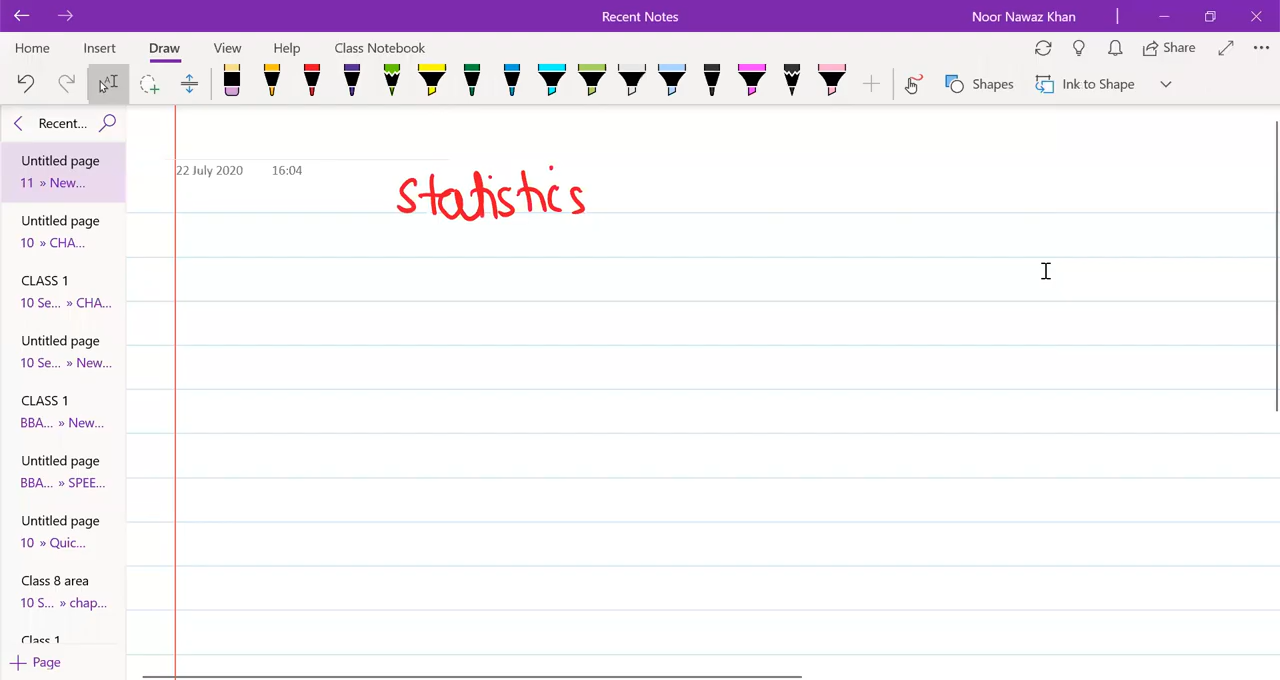 Recent Notes
Noor Nawaz Khan
Home Insert Draw View Help Class Notebook
Share
Shapes
Ink to Shape
Recent...
Untitled page
11 » New...
Untitled page
10 » CHA...
CLASS 1
10 Se... » CHA...
Untitled page
10 Se... » New...
CLASS 1
BBA... » New...
Untitled page
BBA... » SPEE...
Untitled page
10 » Quic...
Class 8 area
10 S... » chap...
Class 1
Page
22 July 2020 16:04
statistics